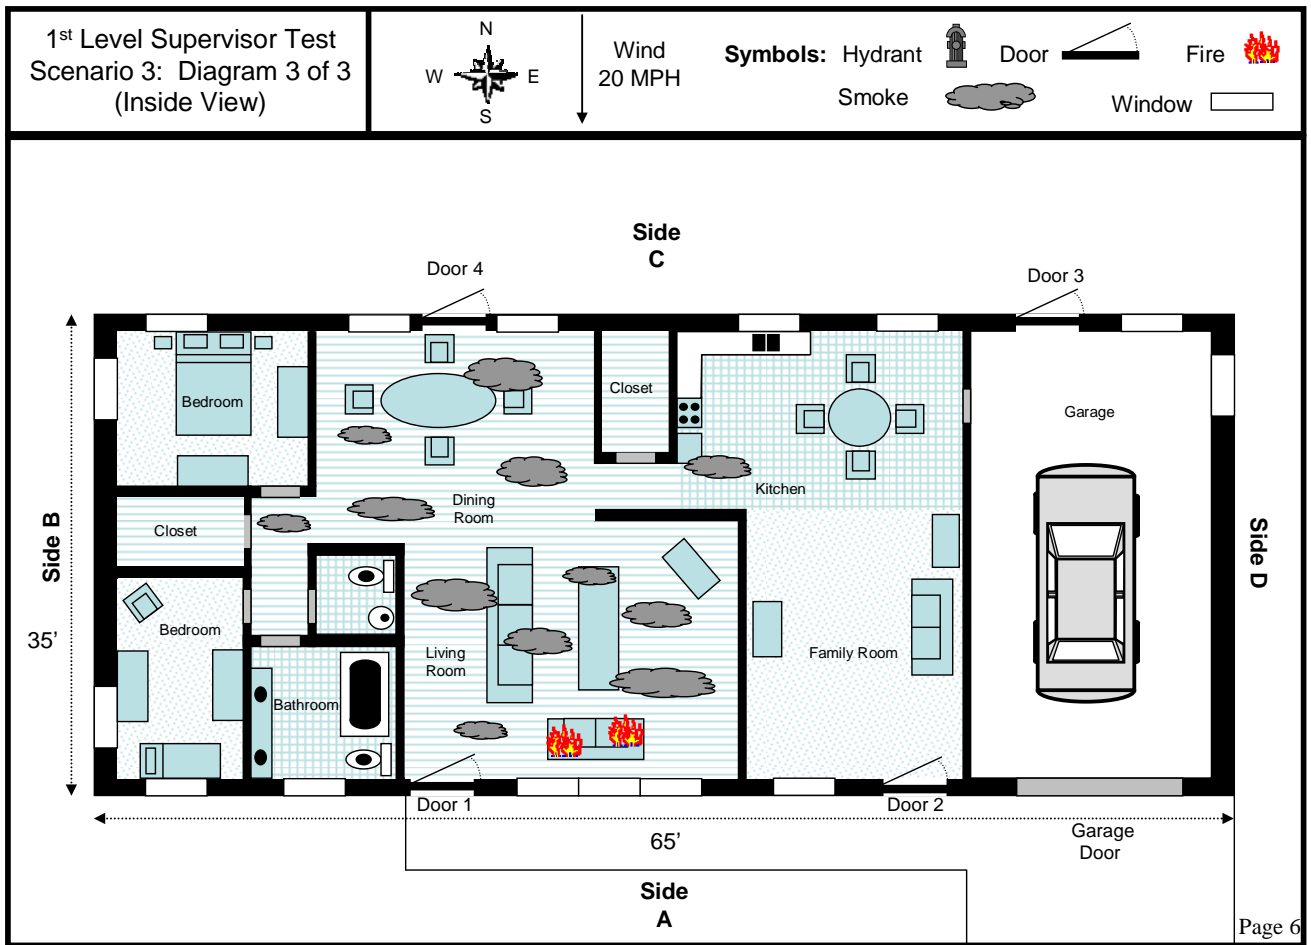 1st Level Supervisor Test
Scenario 3: Diagram 3 of 3
(Inside View)
N
W
E
S
Wind
20 MPH
Symbols: Hydrant
Door
Fire
Smoke
Window
Side
C
Door 4
Door 3
Bedroom
Closet
Garage
Kitchen
Dining
Room
Closet
Side B
Side D
35'
Bedroom
Living
Room
Family Room
Bathroom
Door 1
Door 2
65'
Garage
Door
Side
A
Page 6